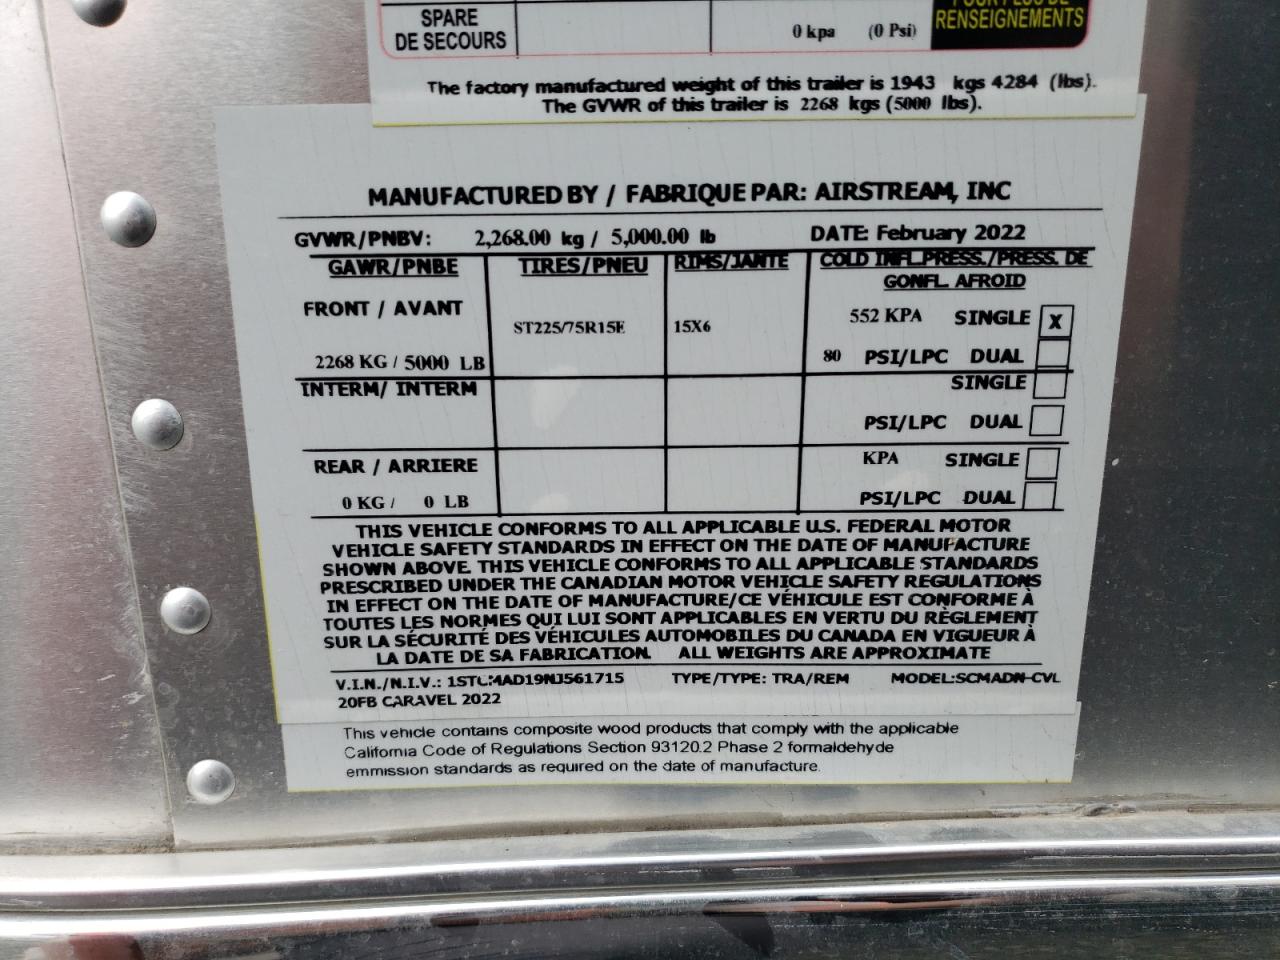 SPARE
DE SECOURS
0 kpa (0 Psi)
RENSEIGNEMENTS
The factory manufactured weight of this trailer is 1943 kgs 4284 (lbs).
The GVWR of this trailer is 2268 kgs (5000 lbs).
MANUFACTURED BY / FABRIQUE PAR: AIRSTREAM, INC
GVWR/PNBV: 2,268.00 kg / 5,000.00 lb DATE: February 2022
GAWR/PNBE TIRES/PNEU RIMS/JANTE COLD INFL.PRESS./PRESS. DE
GONFL. AFROID
FRONT / AVANT ST225/75R15E 15X6 552 KPA SINGLE X
2268 KG / 5000 LB 80 PSI/LPC DUAL
INTERM/ INTERM SINGLE
PSI/LPC DUAL
REAR / ARRIERE KPA SINGLE
0 KG / 0 LB PSI/LPC DUAL
THIS VEHICLE CONFORMS TO ALL APPLICABLE U.S. FEDERAL MOTOR
VEHICLE SAFETY STANDARDS IN EFFECT ON THE DATE OF MANUFACTURE
SHOWN ABOVE. THIS VEHICLE CONFORMS TO ALL APPLICABLE STANDARDS
PRESCRIBED UNDER THE CANADIAN MOTOR VEHICLE SAFETY REGULATIONS
IN EFFECT ON THE DATE OF MANUFACTURE/CE VÉHICULE EST CONFORME À
TOUTES LES NORMES QUI LUI SONT APPLICABLES EN VERTU DU RÈGLEMENT
SUR LA SÉCURITÉ DES VÉHICULES AUTOMOBILES DU CANADA EN VIGUEUR À
LA DATE DE SA FABRICATION. ALL WEIGHTS ARE APPROXIMATE
V.I.N./N.I.V.: TYPE/TYPE: TRA/REM MODEL:SCMADN-CVL
20FB CARAVEL 2022
This vehicle contains composite wood products that comply with the applicable
California Code of Regulations Section 93120.2 Phase 2 formaldehyde
emmission standards as required on the date of manufacture.